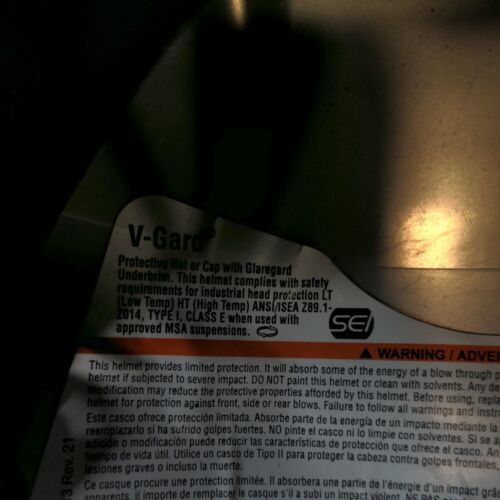 V-Gard®
Protective Hat or Cap with Glaregard
Underbrim. This helmet complies with safety
requirements for industrial head protection LT
(Low Temp) HT (High Temp) ANSI/ISEA Z89.1-
2014, TYPE I, CLASS E when used with
approved MSA suspensions.
SEI
WARNING / ADVER
This helmet provides limited protection. It will absorb some of the energy of a blow through p
helmet if subjected to severe impact. DO NOT paint this helmet or clean with solvents. Any de
modification may reduce the protective properties afforded by this helmet. Before using, repla
helmet for protection against front, side or rear blows. Failure to follow all warnings and instr
Este casco ofrece protección limitada. Absorbe parte de la energía de un impacto mediante la
reemplazarlo si ha sufrido golpes fuertes. NO pinte el casco ni lo limpie con solventes. Si se a
adición o modificación puede reducir las características de protección que ofrece el casco. An
tiempo de vida útil. Utilice un casco de Tipo II para proteger la cabeza contra golpes frontales,
lesiones graves o incluso la muerte.
Ce casque procure une protection limitée. Il absorbera une partie de l'énergie d'un impact grâ
apparents, il importe de remplacer le casque s'il a subi un impact violent. NE PAS
3 Rev. 21